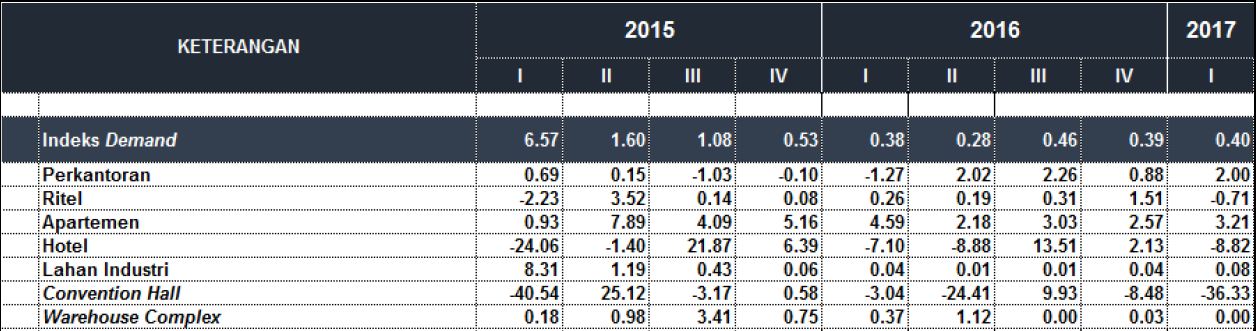 KETERANGAN 2015 2016 2017
I II III IV I II III IV I
Indeks Demand 6.57 1.60 1.08 0.53 0.38 0.28 0.46 0.39 0.40
Perkantoran 0.69 0.15 -1.03 -0.10 -1.27 2.02 2.26 0.88 2.00
Ritel -2.23 3.52 0.14 0.08 0.26 0.19 0.31 1.51 -0.71
Apartemen 0.93 7.89 4.09 5.16 4.59 2.18 3.03 2.57 3.21
Hotel -24.06 -1.40 21.87 6.39 -7.10 -8.88 13.51 2.13 -8.82
Lahan Industri 8.31 1.19 0.43 0.06 0.04 0.01 0.01 0.04 0.08
Convention Hall -40.54 25.12 -3.17 0.58 -3.04 -24.41 9.93 -8.48 -36.33
Warehouse Complex 0.18 0.98 3.41 0.75 0.37 1.12 0.00 0.03 0.00